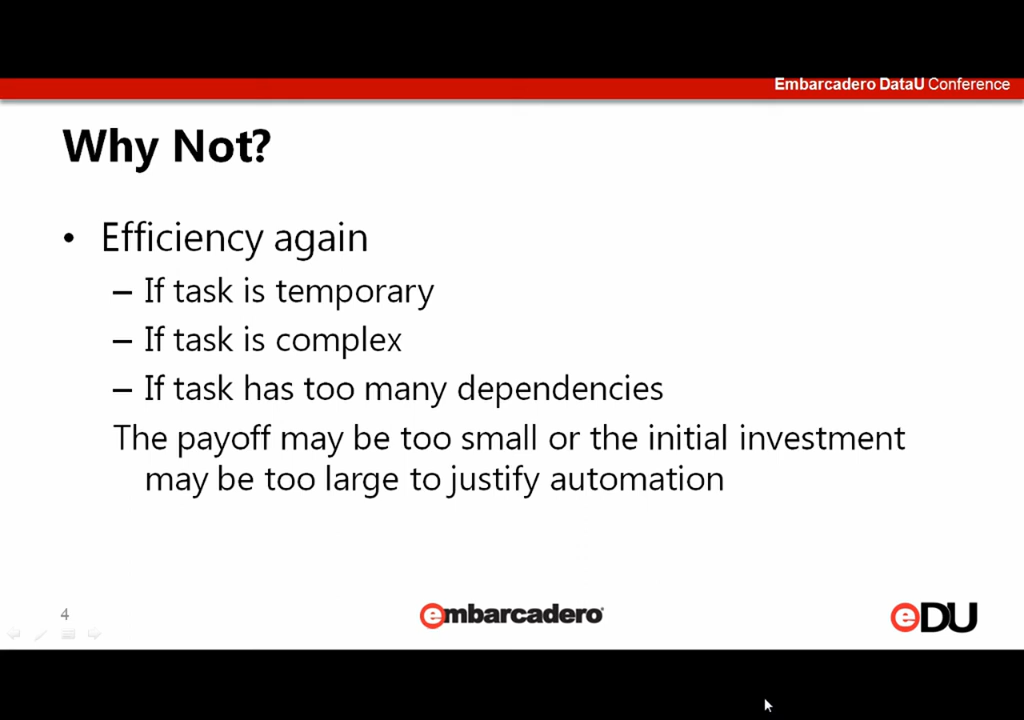 Embarcadero DataU Conference
Why Not?
• Efficiency again
– If task is temporary
– If task is complex
– If task has too many dependencies
The payoff may be too small or the initial investment
may be too large to justify automation
4
embarcadero
eDU